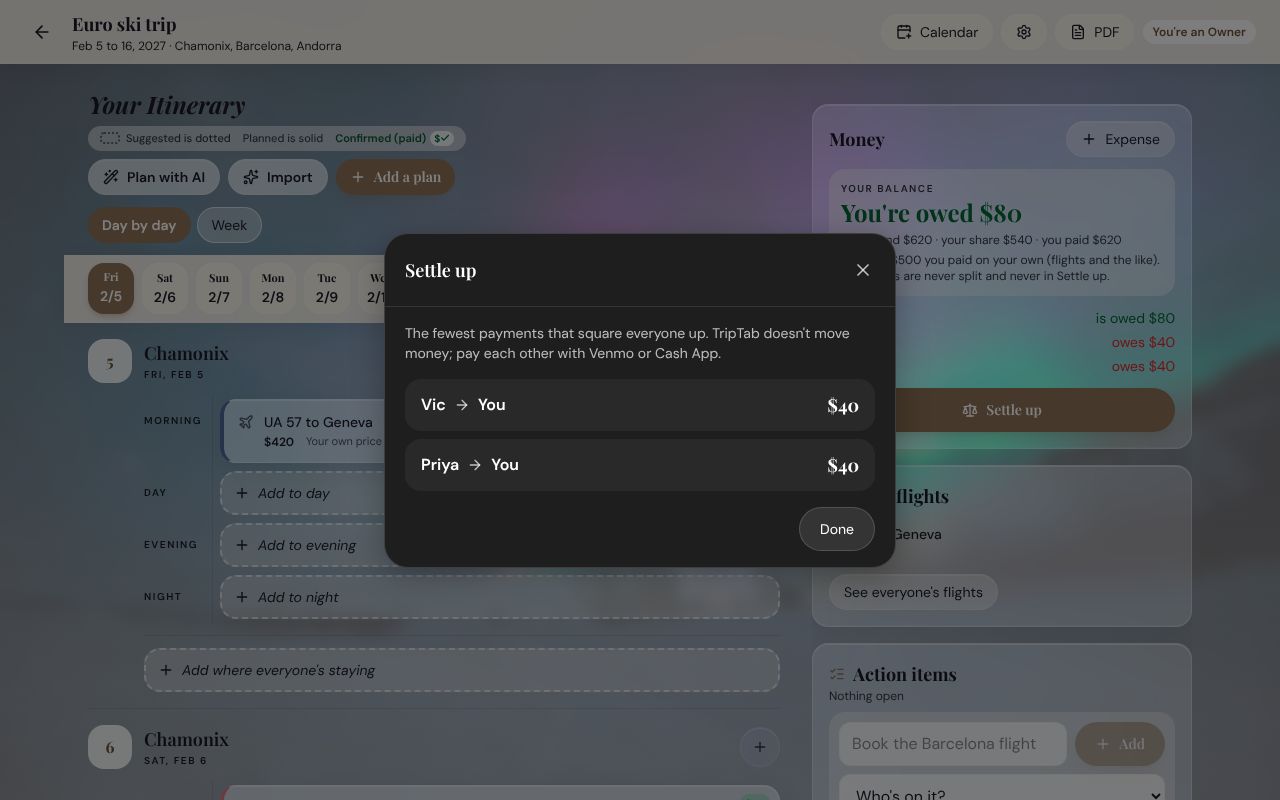 Euro ski trip
Feb 5 to 16, 2027 · Chamonix, Barcelona, Andorra
Calendar
PDF
You're an Owner
Your Itinerary
Suggested is dotted Planned is solid Confirmed (paid) $✓
Plan with AI
Import
+ Add a plan
Day by day
Week
Fri 2/5
Sat 2/6
Sun 2/7
Mon 2/8
Tue 2/9
5
Chamonix
FRI, FEB 5
MORNING
UA 57 to Geneva
$420 Your own price
DAY
+ Add to day
EVENING
+ Add to evening
NIGHT
+ Add to night
+ Add where everyone's staying
6
Chamonix
SAT, FEB 6
+
Settle up
The fewest payments that square everyone up. TripTab doesn't move
money; pay each other with Venmo or Cash App.
Vic → You $40
Priya → You $40
Done
Money
+ Expense
YOUR BALANCE
You're owed $80
$620 · your share $540 · you paid $620
$500 you paid on your own (flights and the like).
are never split and never in Settle up.
is owed $80
owes $40
owes $40
Settle up
flights
Geneva
See everyone's flights
Action items
Nothing open
Book the Barcelona flight
+ Add
Who's on it?